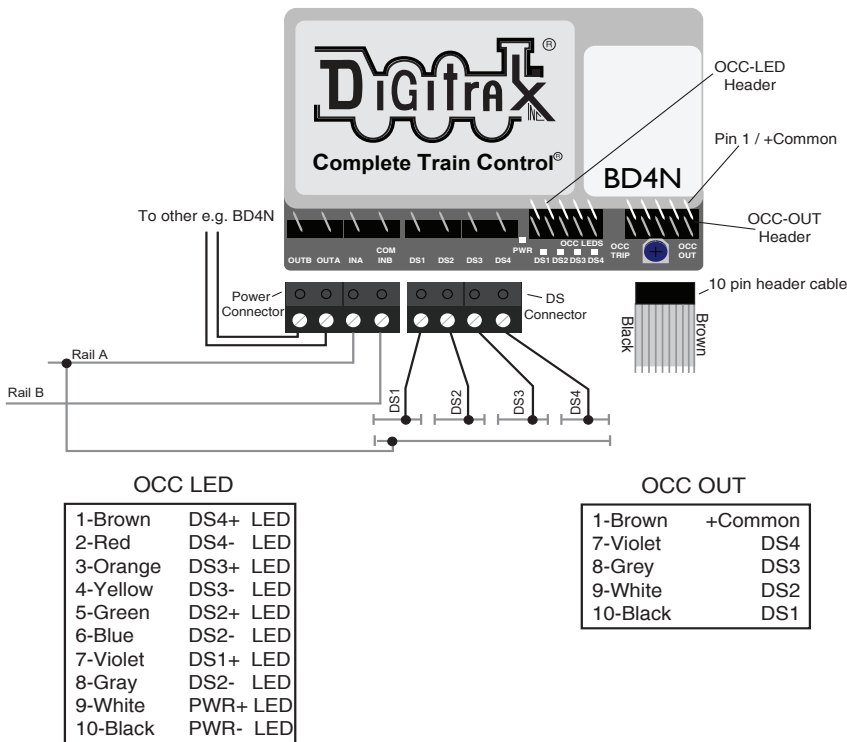 DIGITRAX ®
INC.
Complete Train Control®
BD4N
OCC-LED
Header
Pin 1 / +Common
OCC-OUT
Header
To other e.g. BD4N
OUTB OUTA INA COM INB DS1 DS2 DS3 DS4
PWR
OCC LEDS
DS1 DS2 DS3 DS4
OCC TRIP
OCC OUT
Power
Connector
DS
Connector
10 pin header cable
Black
Brown
Rail A
Rail B
DS1
DS2
DS3
DS4
OCC LED
1-Brown DS4+ LED
2-Red DS4- LED
3-Orange DS3+ LED
4-Yellow DS3- LED
5-Green DS2+ LED
6-Blue DS2- LED
7-Violet DS1+ LED
8-Gray DS2- LED
9-White PWR+ LED
10-Black PWR- LED
OCC OUT
1-Brown +Common
7-Violet DS4
8-Grey DS3
9-White DS2
10-Black DS1